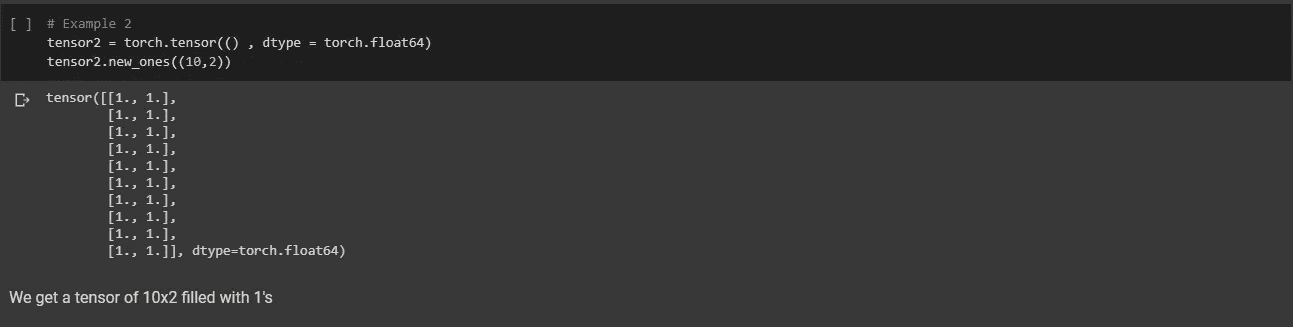 [ ] # Example 2
tensor2 = torch.tensor(() , dtype = torch.float64)
tensor2.new_ones((10,2))
tensor([[1., 1.],
[1., 1.],
[1., 1.],
[1., 1.],
[1., 1.],
[1., 1.],
[1., 1.],
[1., 1.],
[1., 1.],
[1., 1.]], dtype=torch.float64)
We get a tensor of 10x2 filled with 1's